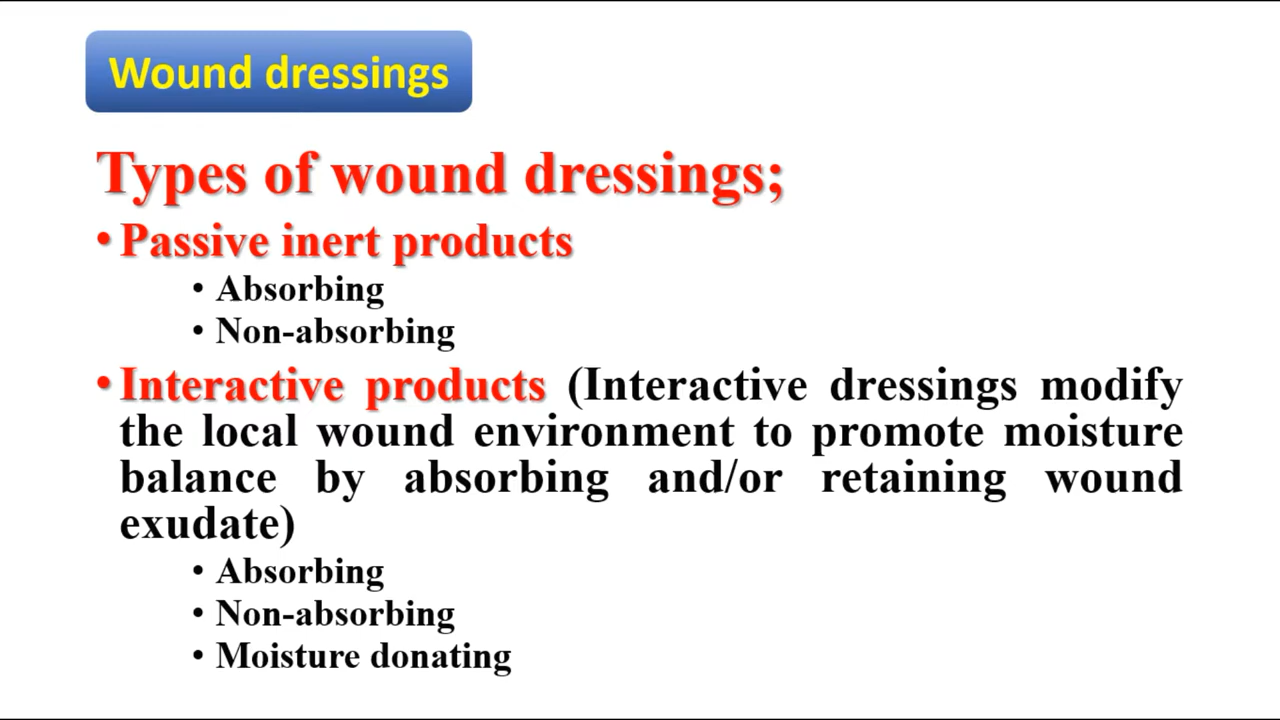 Wound dressings
Types of wound dressings;
• Passive inert products
• Absorbing
• Non-absorbing
• Interactive products (Interactive dressings modify
the local wound environment to promote moisture
balance by absorbing and/or retaining wound
exudate)
• Absorbing
• Non-absorbing
• Moisture donating